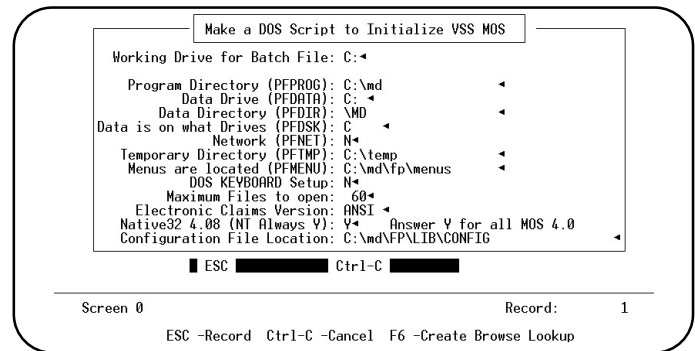 Make a DOS Script to Initialize VSS MOS
Working Drive for Batch File: C:
Program Directory (PFPROG): C:\md
Data Drive (PFDATA): C:
Data Directory (PFDIR): \MD
Data is on what Drives (PFDSK): C
Network (PFNET): N
Temporary Directory (PFTMP): C:\temp
Menus are located (PFMENU): C:\md\fp\menus
DOS KEYBOARD Setup: N
Maximum Files to open: 60
Electronic Claims Version: ANSI
Native32 4.08 (NT Always Y): Y Answer Y for all MOS 4.0
Configuration File Location: C:\md\FP\LIB\CONFIG
ESC Ctrl-C
Screen 0 Record: 1
ESC -Record Ctrl-C -Cancel F6 -Create Browse Lookup